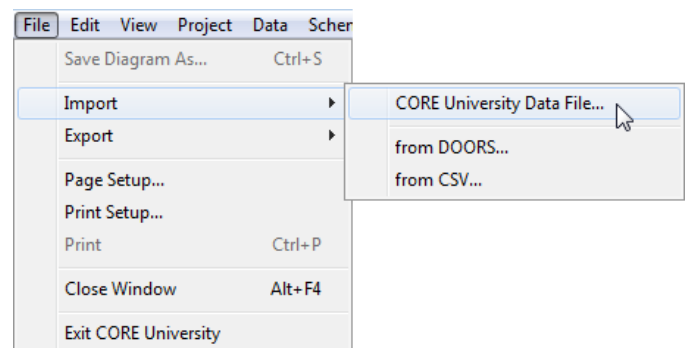 File Edit View Project Data
Save Diagram As... Ctrl+S
Import
Export
Page Setup...
Print Setup...
Print Ctrl+P
Close Window Alt+F4
Exit CORE University
CORE University Data File...
from DOORS...
from CSV...